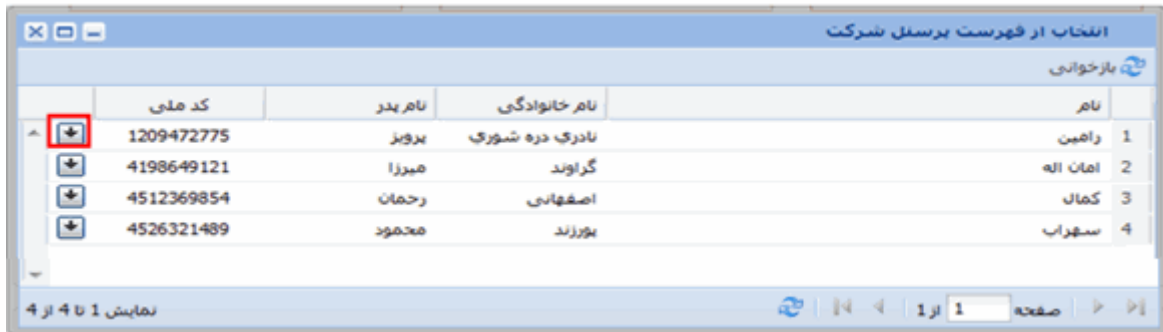 انتخاب از فهرست پرسنل شرکت
بازخوانی
نام نام خانوادگی نام پدر کد ملی
1 رامین نادري دره شوري پرویز 1209472775
2 امان اله گراوند میرزا 4198649121
3 کمال اصفهانی رحمان 4512369854
4 سهراب پورزند محمود 4526321489
صفحه 1 از 1 نمایش 1 تا 4 از 4